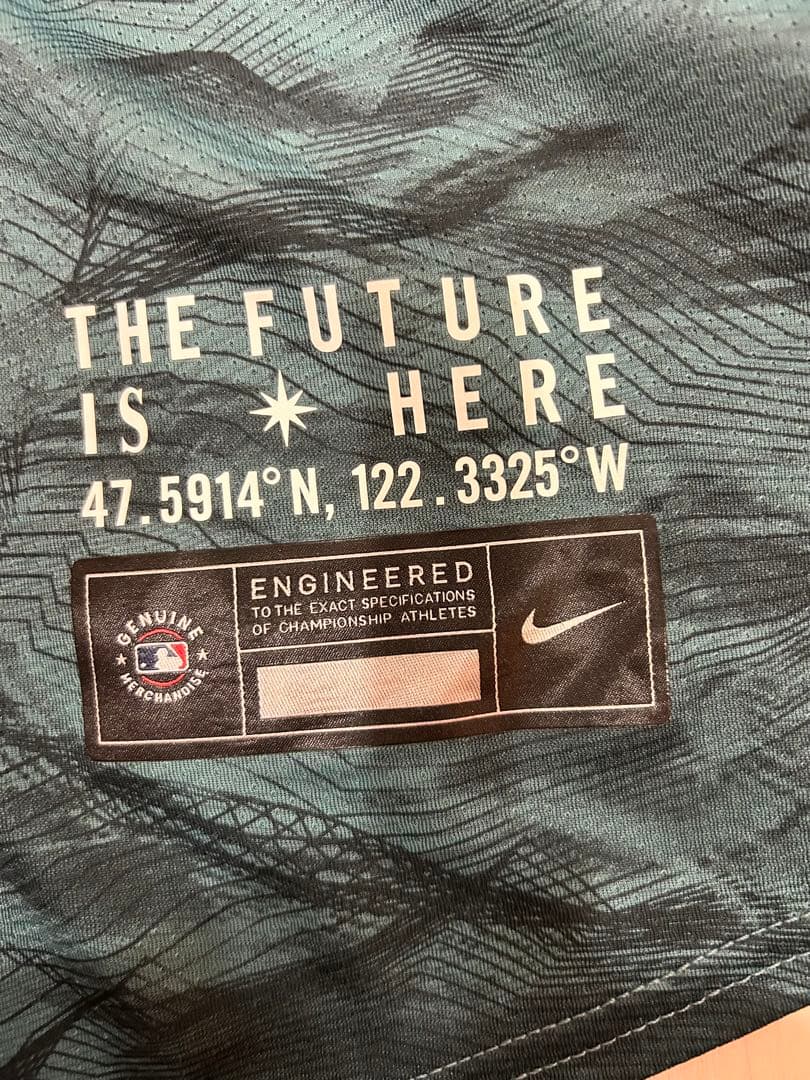 THE FUTURE
IS HERE
47.5914°N, 122.3325°W
GENUINE
MERCHANDISE
ENGINEERED
TO THE EXACT SPECIFICATIONS
OF CHAMPIONSHIP ATHLETES